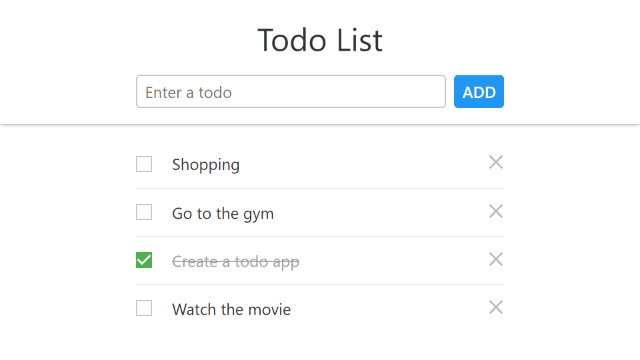 Todo List
Enter a todo
ADD
Shopping
Go to the gym
Create a todo app
Watch the movie